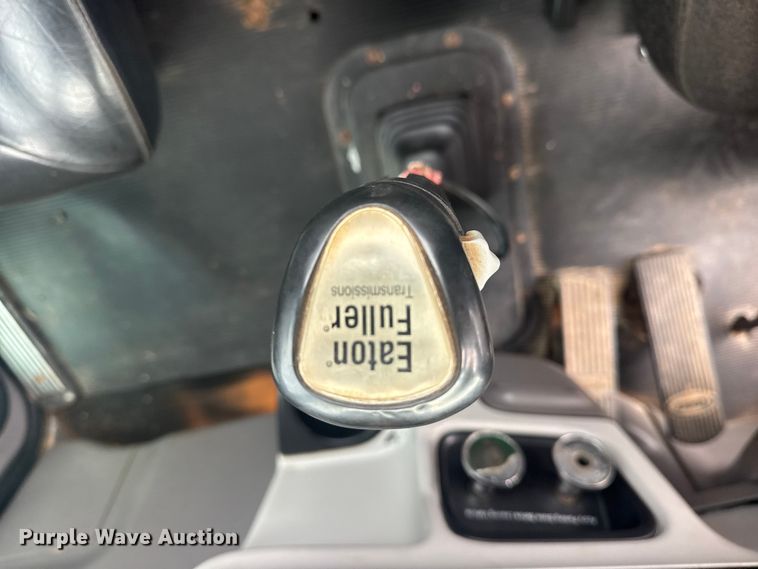 Eaton®
Fuller®
Transmissions
Purple Wave Auction